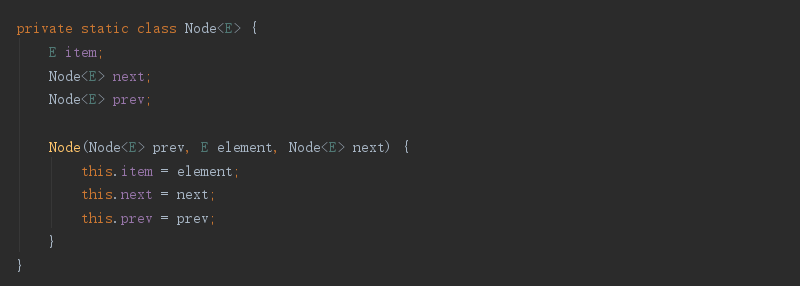 private static class Node<E> {
    E item;
    Node<E> next;
    Node<E> prev;

    Node(Node<E> prev, E element, Node<E> next) {
        this.item = element;
        this.next = next;
        this.prev = prev;
    }
}